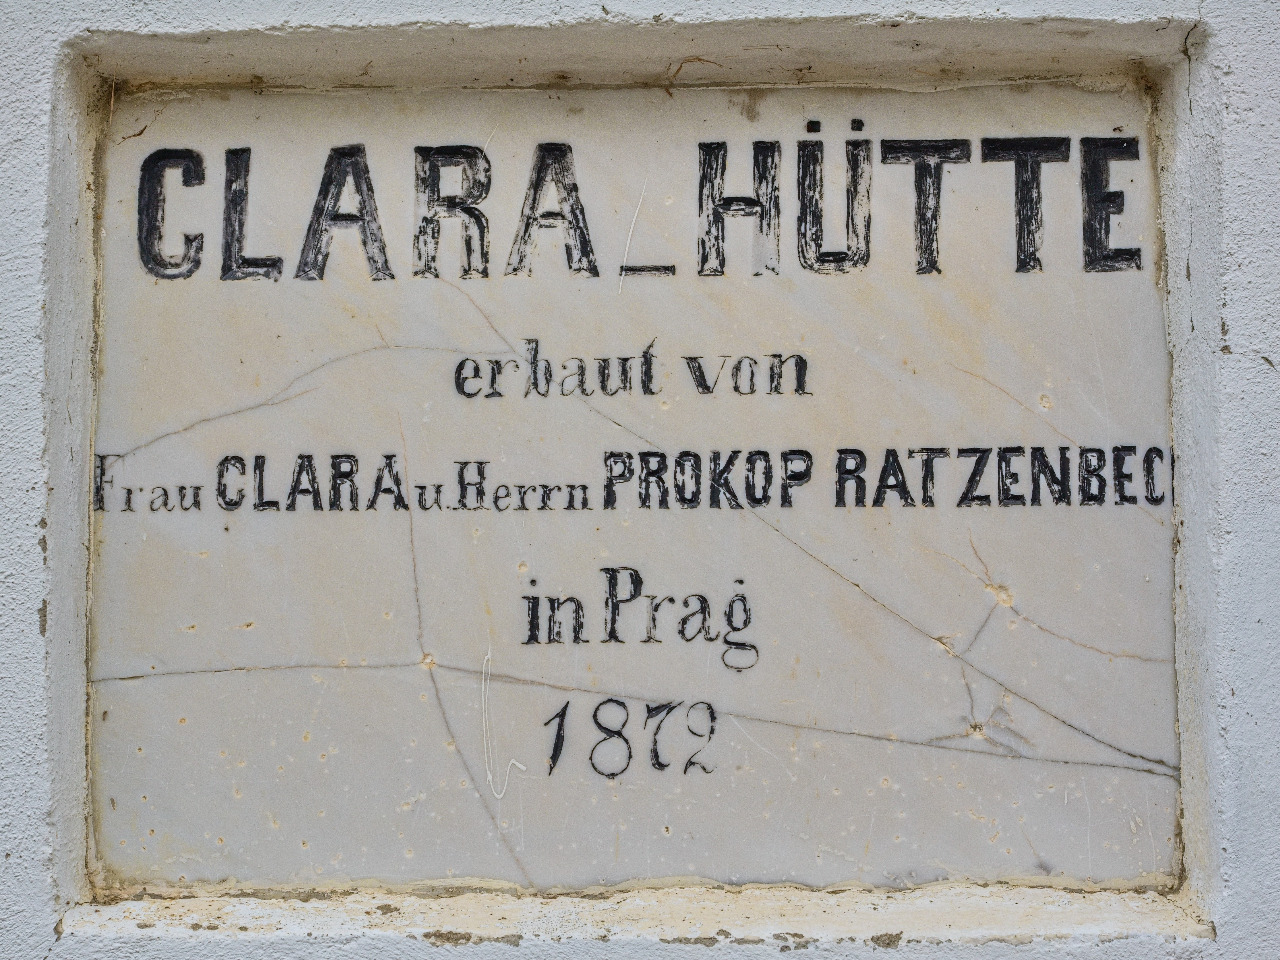 CLARA_HÜTTE
erbaut von
Frau CLARA u. Herrn PROKOP RATZENBEC
in Prag
1872